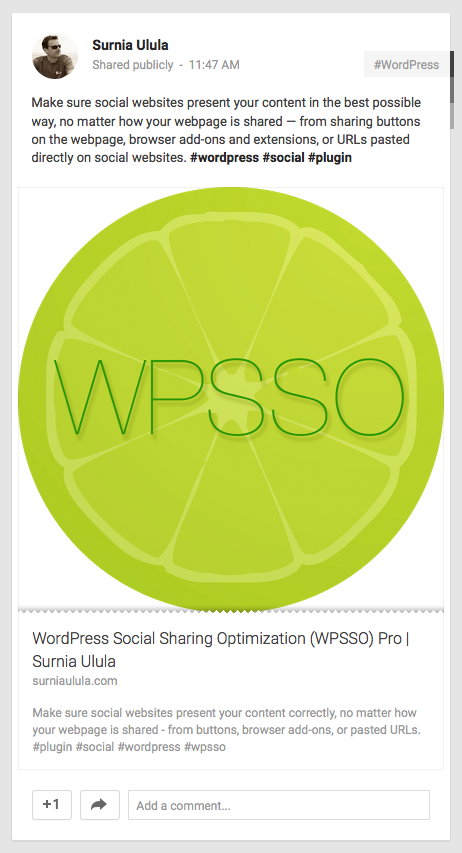 Surnia Ulula
Shared publicly - 11:47 AM
#WordPress
Make sure social websites present your content in the best possible
way, no matter how your webpage is shared — from sharing buttons
on the webpage, browser add-ons and extensions, or URLs pasted
directly on social websites. #wordpress #social #plugin
WPSSO
WordPress Social Sharing Optimization (WPSSO) Pro |
Surnia Ulula
surniaulula.com
Make sure social websites present your content correctly, no matter how
your webpage is shared - from buttons, browser add-ons, or pasted URLs.
#plugin #social #wordpress #wpsso
+1
Add a comment...